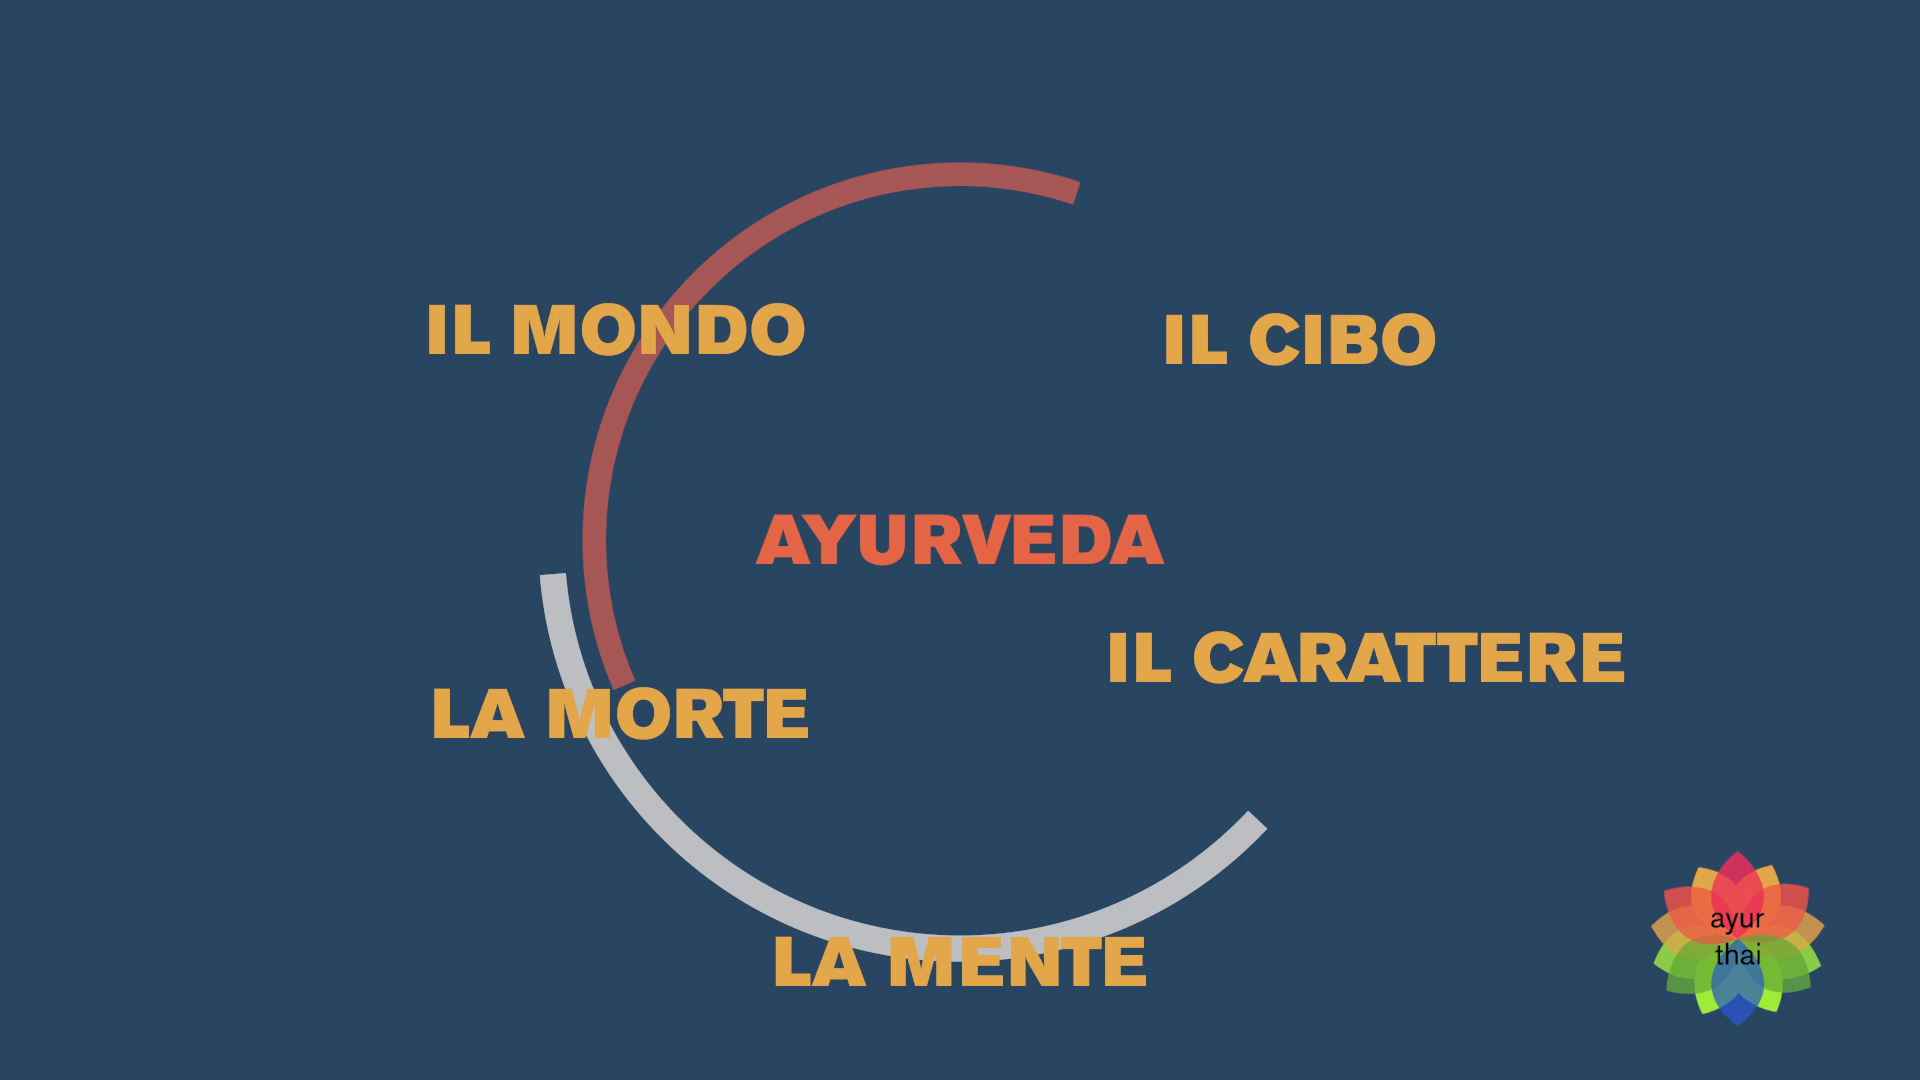 IL MONDO
IL CIBO
AYURVEDA
IL CARATTERE
LA MORTE
LA MENTE
ayur
thai